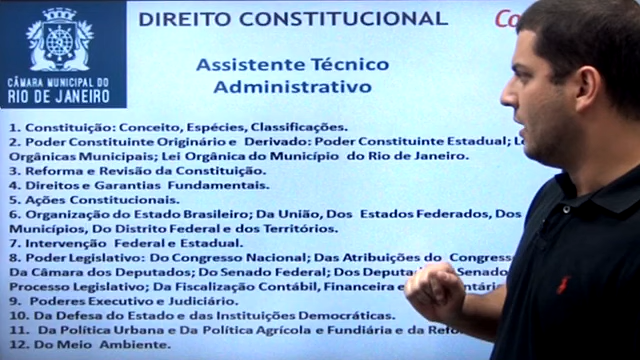 DIREITO CONSTITUCIONAL
CÂMARA MUNICIPAL DO
RIO DE JANEIRO
Assistente Técnico
Administrativo
1. Constituição: Conceito, Espécies, Classificações.
2. Poder Constituinte Originário e Derivado: Poder Constituinte Estadual;
Orgânicas Municipais; Lei Orgânica do Município do Rio de Janeiro.
3. Reforma e Revisão da Constituição.
4. Direitos e Garantias Fundamentais.
5. Ações Constitucionais.
6. Organização do Estado Brasileiro; Da União, Dos Estados Federados, Dos
Municípios, Do Distrito Federal e dos Territórios.
7. Intervenção Federal e Estadual.
8. Poder Legislativo: Do Congresso Nacional; Das Atribuições do
Da Câmara dos Deputados; Do Senado Federal; Dos
Processo Legislativo; Da Fiscalização Contábil, Financeira e
9. Poderes Executivo e Judiciário.
10. Da Defesa do Estado e das Instituições Democráticas.
11. Da Política Urbana e Da Política Agrícola e Fundiária e da
12. Do Meio Ambiente.